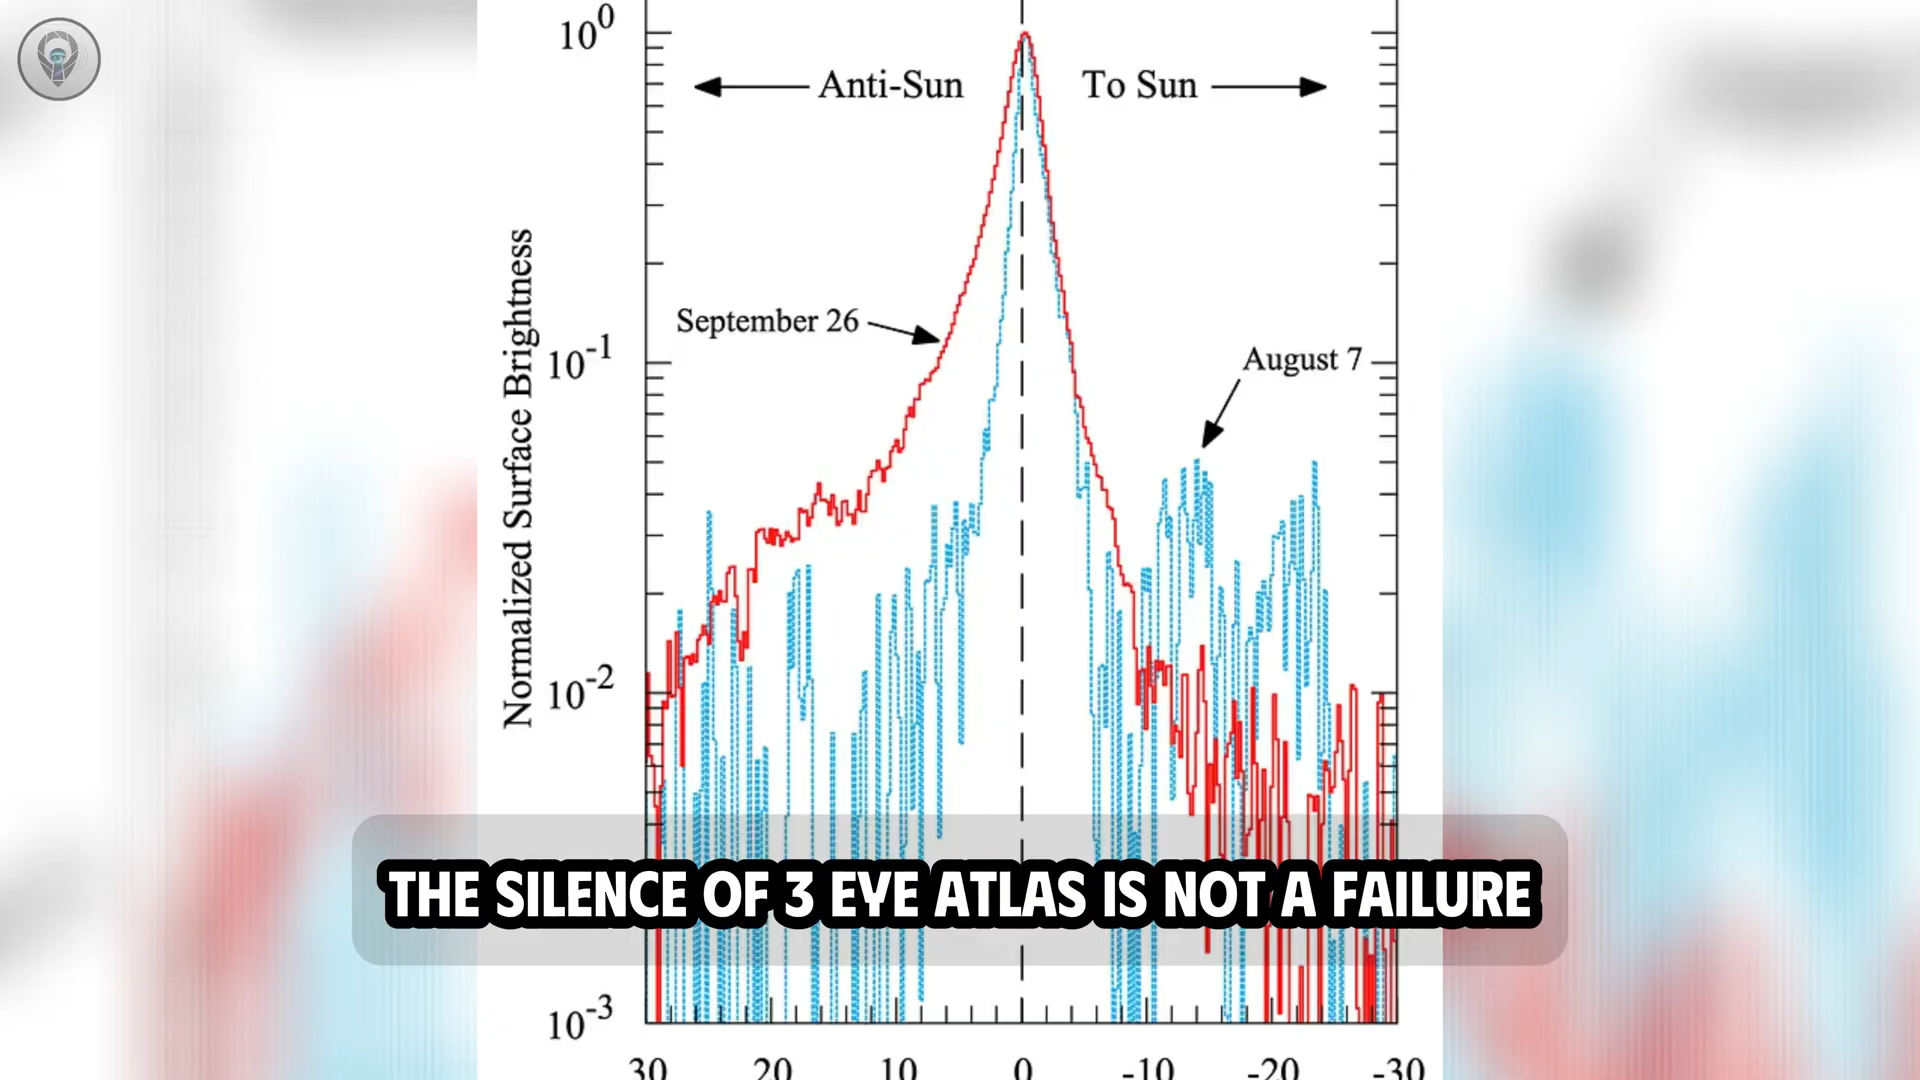 10^0
Anti-Sun
To Sun
Normalized Surface Brightness
September 26
10^-1
August 7
10^-2
THE SILENCE OF 3 EYE ATLAS IS NOT A FAILURE
10^-3
30 20 10 0 -10 -20 -30